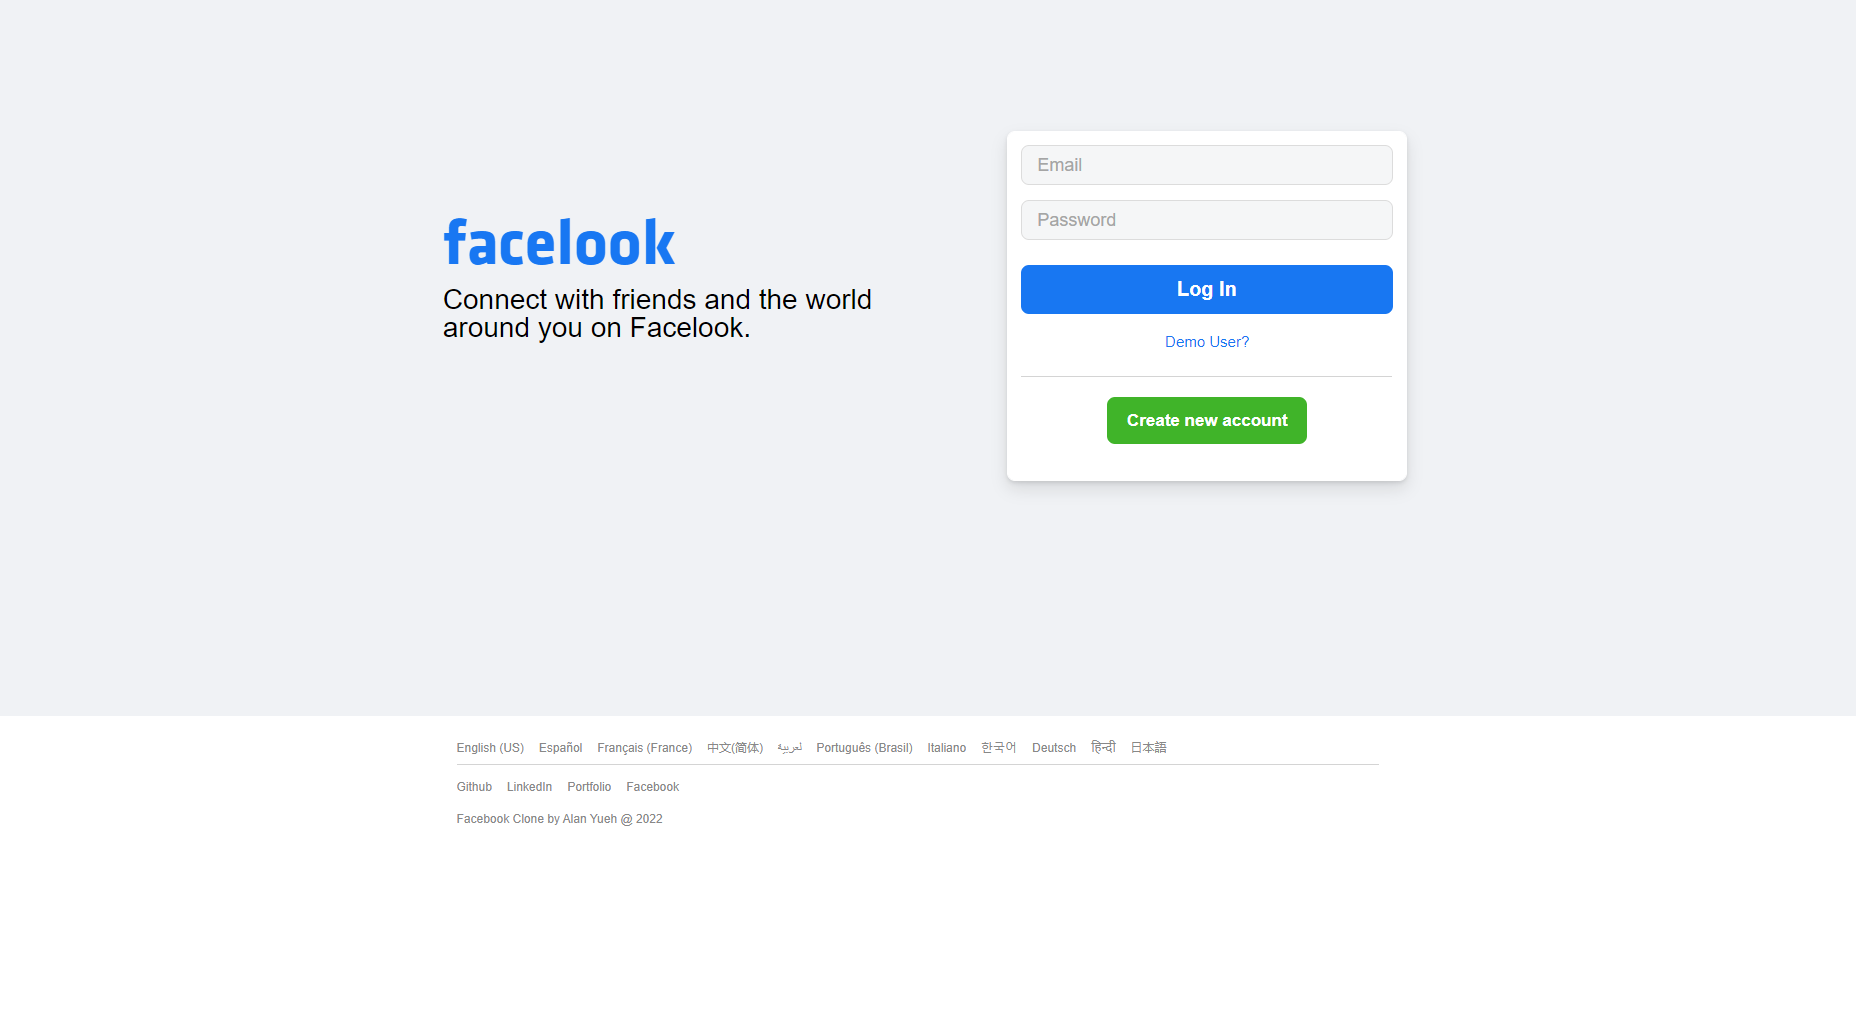 facelook
Connect with friends and the world
around you on Facelook.
Email
Password
Log In
Demo User?
Create new account
English (US) Español Français (France) 中文(简体) لعربية Português (Brasil) Italiano 한국어 Deutsch हिन्दी 日本語
Github LinkedIn Portfolio Facebook
Facebook Clone by Alan Yueh @ 2022